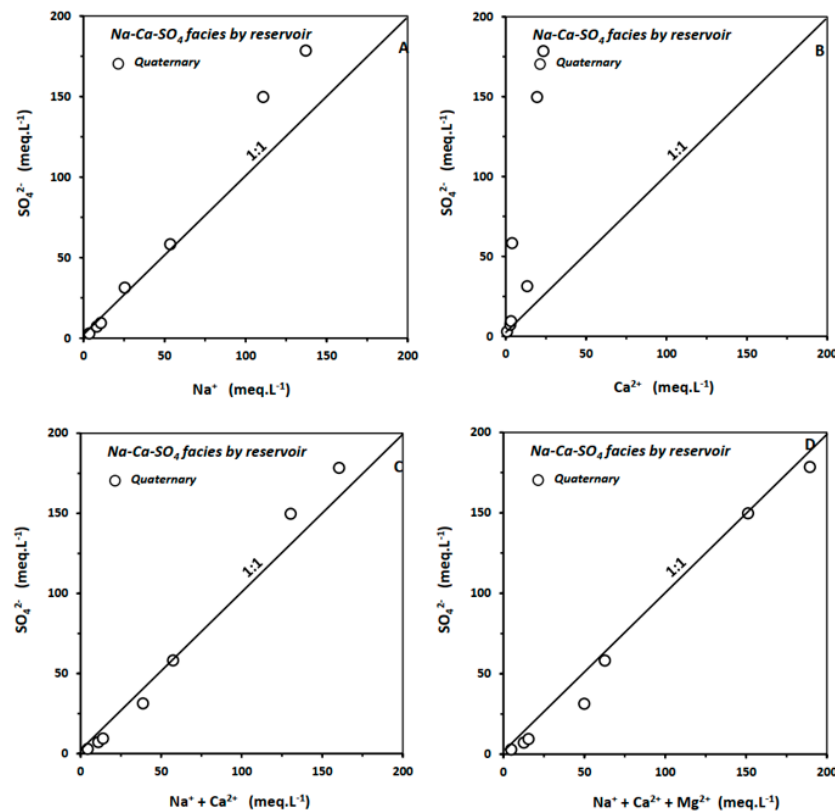 200
Na-Ca-SO₄ facies by reservoir
A
Quaternary
150
1:1
100
SO₄²⁻ (meq.L⁻¹)
50
0
0 50 100 150 200
Na⁺ (meq.L⁻¹)
200
Na-Ca-SO₄ facies by reservoir
B
Quaternary
150
1:1
100
SO₄²⁻ (meq.L⁻¹)
50
0
0 50 100 150 200
Ca²⁺ (meq.L⁻¹)
200
Na-Ca-SO₄ facies by reservoir
C
Quaternary
150
1:1
100
SO₄²⁻ (meq.L⁻¹)
50
0
0 50 100 150 200
Na⁺ + Ca²⁺ (meq.L⁻¹)
200
Na-Ca-SO₄ facies by reservoir
D
Quaternary
150
1:1
100
SO₄²⁻ (meq.L⁻¹)
50
0
0 50 100 150 200
Na⁺ + Ca²⁺ + Mg²⁺ (meq.L⁻¹)